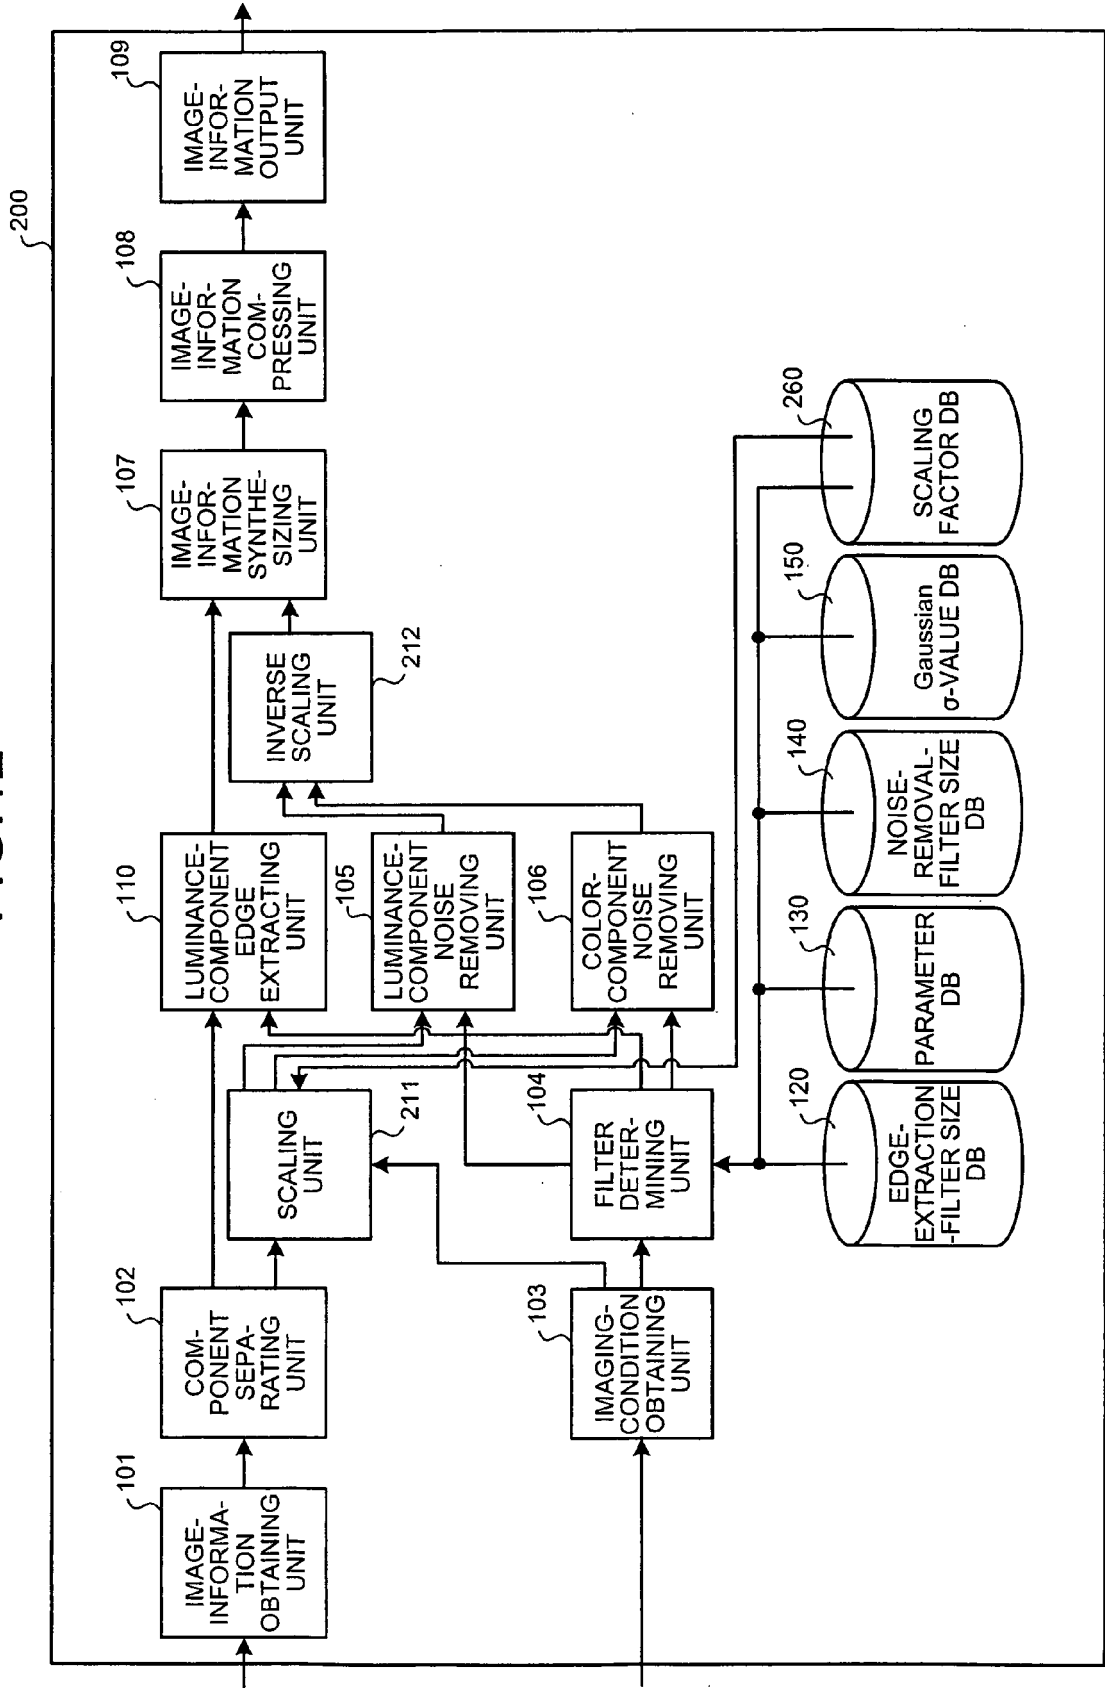 200
101
IMAGE-
INFORMA-
TION
OBTAINING
UNIT
102
COM-
PONENT
SEPA-
RATING
UNIT
110
LUMINANCE-
COMPONENT
EDGE
EXTRACTING
UNIT
107
IMAGE-
INFOR-
MATION
SYNTHE-
SIZING
UNIT
108
IMAGE-
INFOR-
MATION
COM-
PRESSING
UNIT
109
IMAGE-
INFOR-
MATION
OUTPUT
UNIT
SCALING
UNIT
211
105
LUMINANCE-
COMPONENT
NOISE
REMOVING
UNIT
INVERSE
SCALING
UNIT
212
103
IMAGING-
CONDITION
OBTAINING
UNIT
104
FILTER
DETER-
MINING
UNIT
106
COLOR-
COMPONENT
NOISE
REMOVING
UNIT
120
EDGE-
EXTRACTION
-FILTER SIZE
DB
130
PARAMETER
DB
140
NOISE-
REMOVAL-
FILTER SIZE
DB
150
Gaussian
σ-VALUE DB
260
SCALING
FACTOR DB